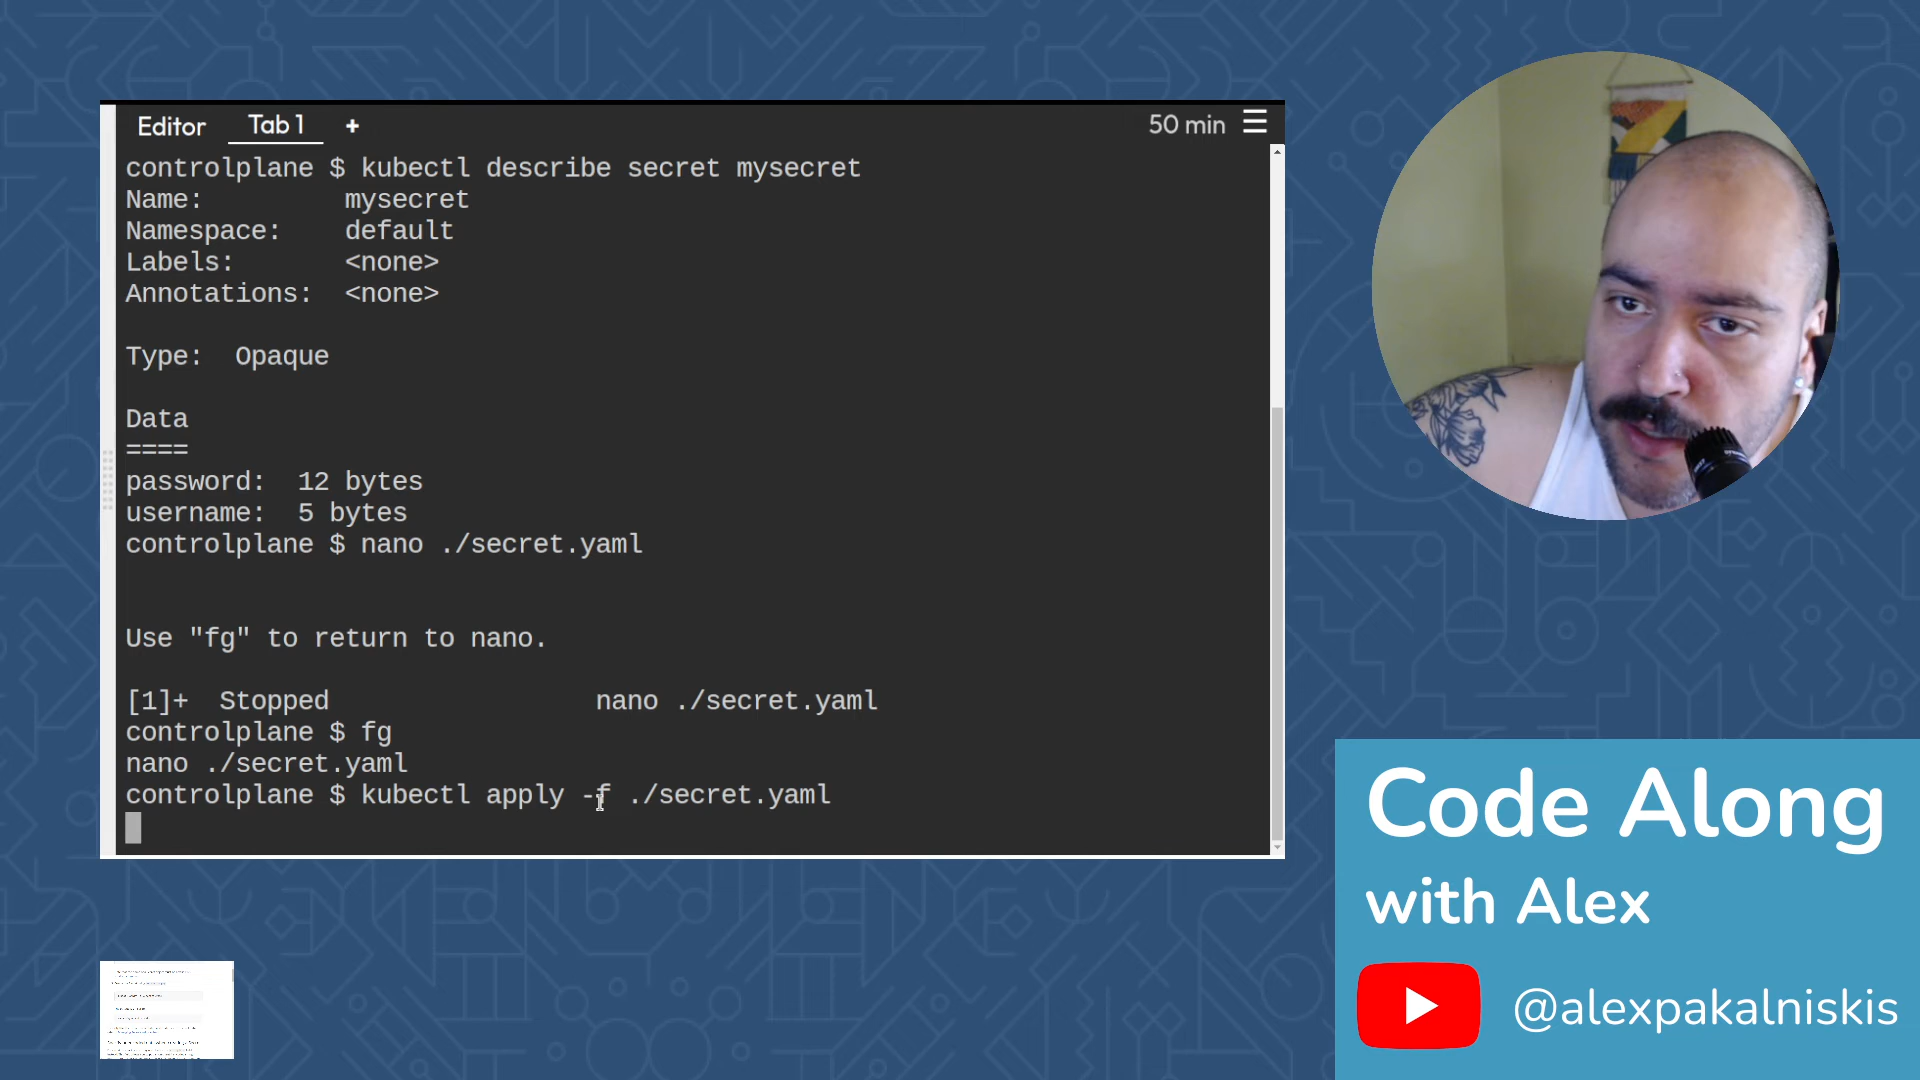 Editor Tab 1 + 50 min
controlplane $ kubectl describe secret mysecret
Name: mysecret
Namespace: default
Labels: <none>
Annotations: <none>
Type: Opaque
Data
====
password: 12 bytes
username: 5 bytes
controlplane $ nano ./secret.yaml
Use "fg" to return to nano.
[1]+ Stopped nano ./secret.yaml
controlplane $ fg
nano ./secret.yaml
controlplane $ kubectl apply -f ./secret.yaml
Code Along
with Alex
@alexpakalniskis